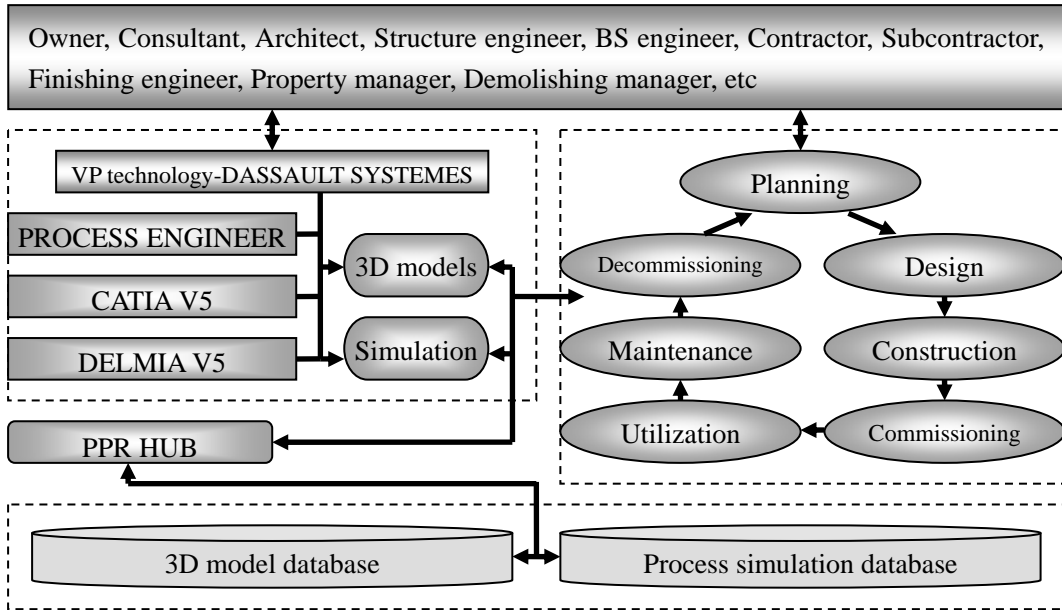 Owner, Consultant, Architect, Structure engineer, BS engineer, Contractor, Subcontractor,
Finishing engineer, Property manager, Demolishing manager, etc
VP technology-DASSAULT SYSTEMES
PROCESS ENGINEER
CATIA V5
DELMIA V5
3D models
Simulation
PPR HUB
Planning
Decommissioning
Design
Maintenance
Construction
Utilization
Commissioning
3D model database
Process simulation database